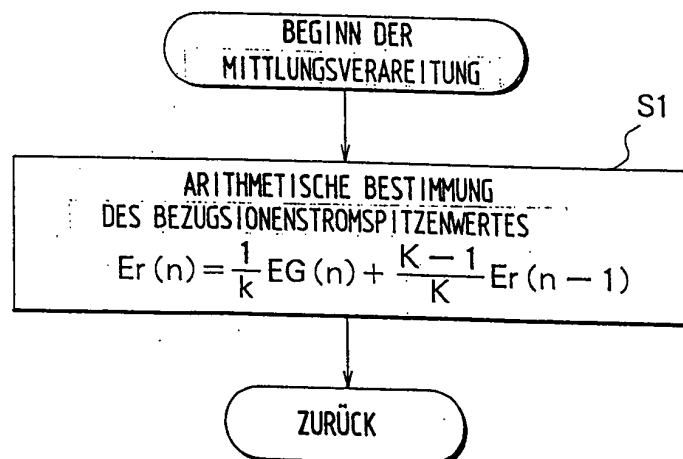 BEGINN DER
MITTLUNGSVERAREITUNG
S1
ARITHMETISCHE BESTIMMUNG
DES BEZUGSIONENSTROMSPITZENWERTES
Er(n) = 1/k EG(n) + K-1/K Er(n-1)
ZURÜCK